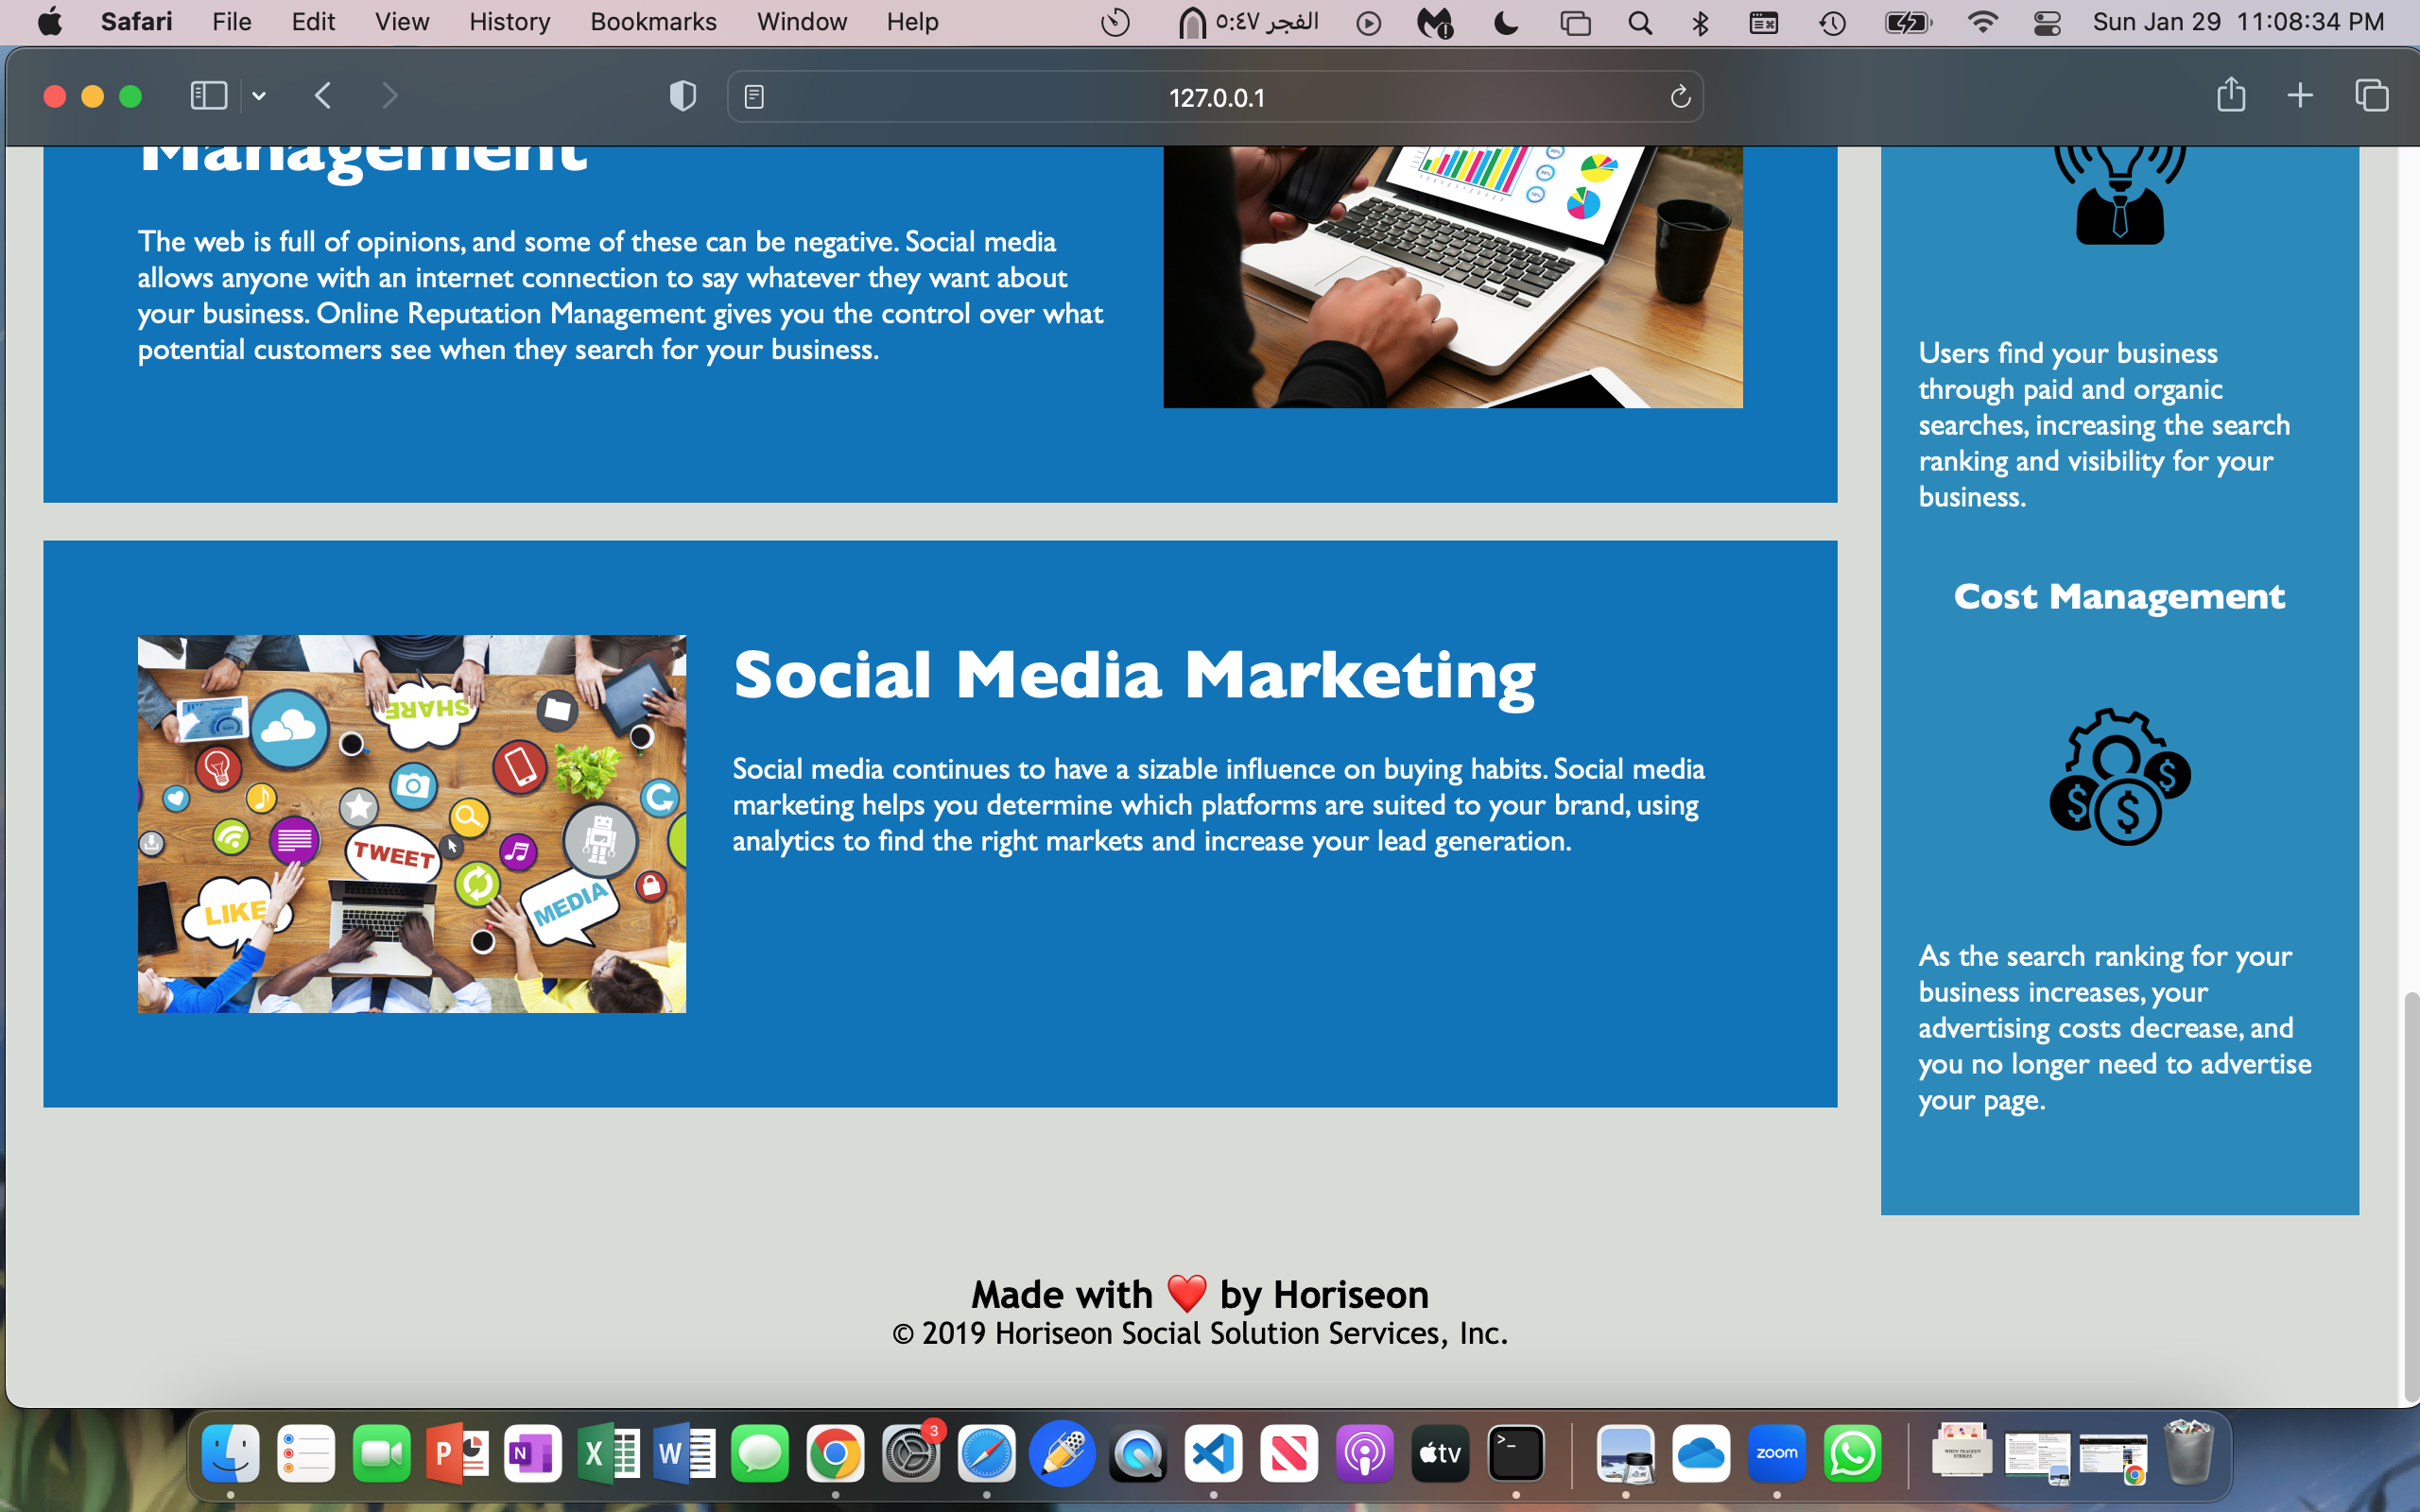 Safari File Edit View History Bookmarks Window Help
الفجر ٥:٤٧
Sun Jan 29 11:08:34 PM
127.0.0.1
Management
The web is full of opinions, and some of these can be negative. Social media
allows anyone with an internet connection to say whatever they want about
your business. Online Reputation Management gives you the control over what
potential customers see when they search for your business.
Social Media Marketing
Social media continues to have a sizable influence on buying habits. Social media
marketing helps you determine which platforms are suited to your brand, using
analytics to find the right markets and increase your lead generation.
SHARE
TWEET
LIKE
MEDIA
Users find your business
through paid and organic
searches, increasing the search
ranking and visibility for your
business.
Cost Management
$ $ $
As the search ranking for your
business increases, your
advertising costs decrease, and
you no longer need to advertise
your page.
Made with ❤️ by Horiseon
© 2019 Horiseon Social Solution Services, Inc.
P N X W 3 tv >_ zoom
WHEN TRAGEDY
STRIKES